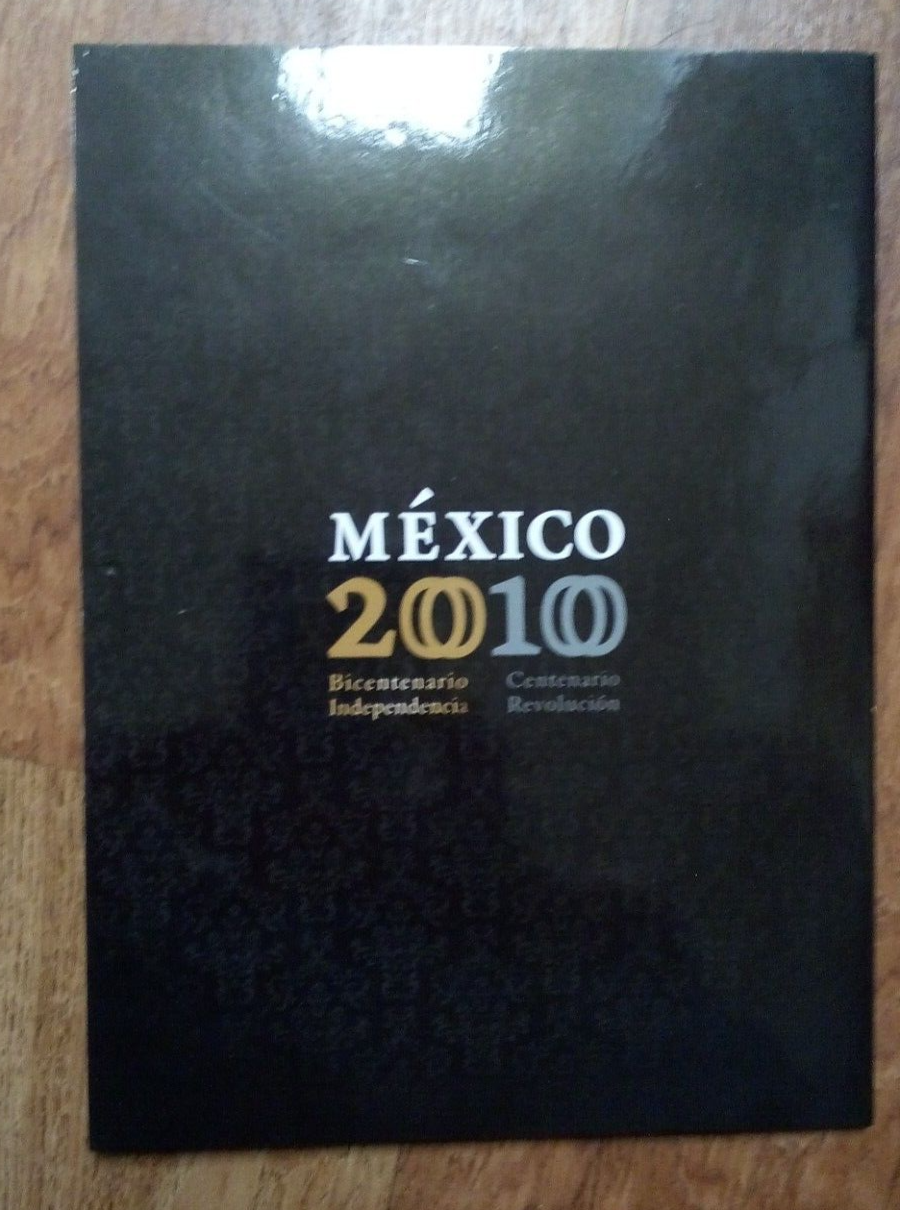 MÉXICO
2010
Bicentenario Centenario
Independencia Revolución